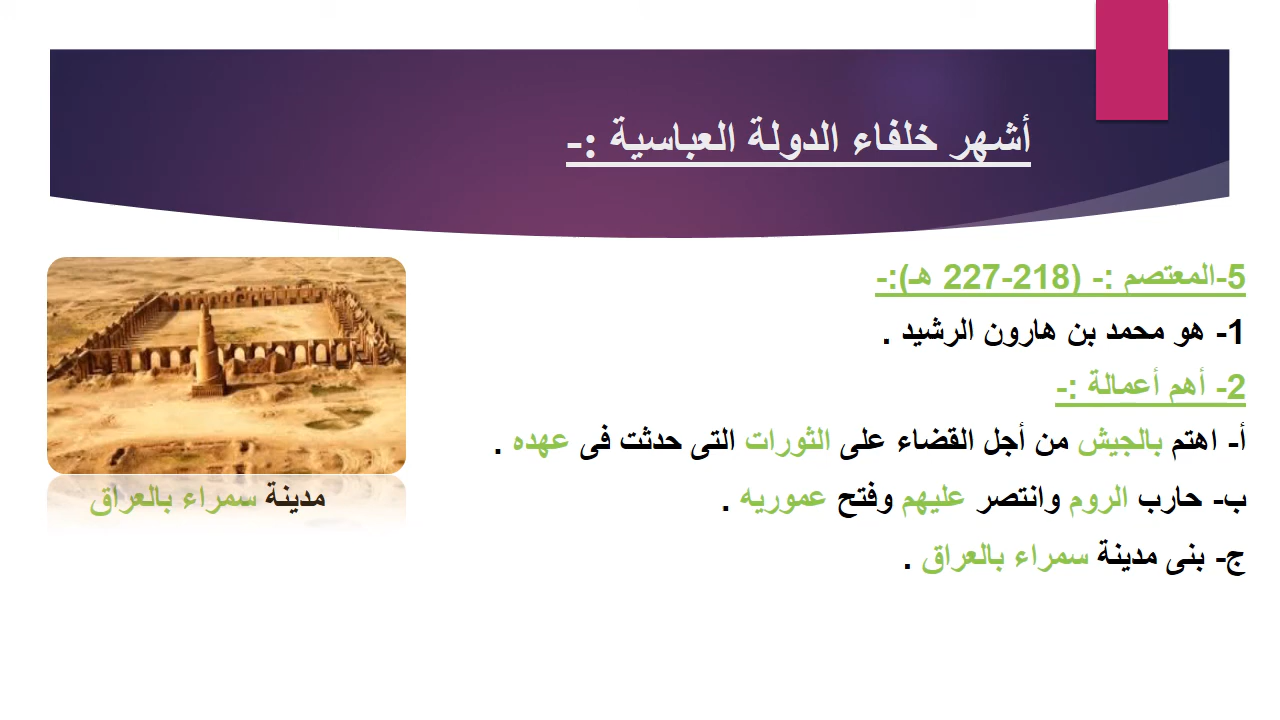 أشهر خلفاء الدولة العباسية :-
5-المعتصم :- (218-227 هـ):-
1- هو محمد بن هارون الرشيد .
2- أهم أعمالة :-
أ- اهتم بالجيش من أجل القضاء على الثورات التى حدثت فى عهده .
ب- حارب الروم وانتصر عليهم وفتح عموريه .
ج- بنى مدينة سمراء بالعراق .
مدينة سمراء بالعراق